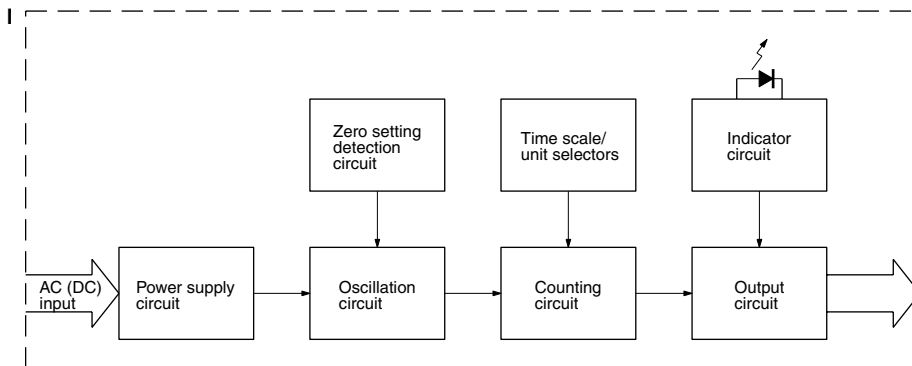 Zero setting
detection
circuit
Time scale/
unit selectors
Indicator
circuit
AC (DC)
input
Power supply
circuit
Oscillation
circuit
Counting
circuit
Output
circuit